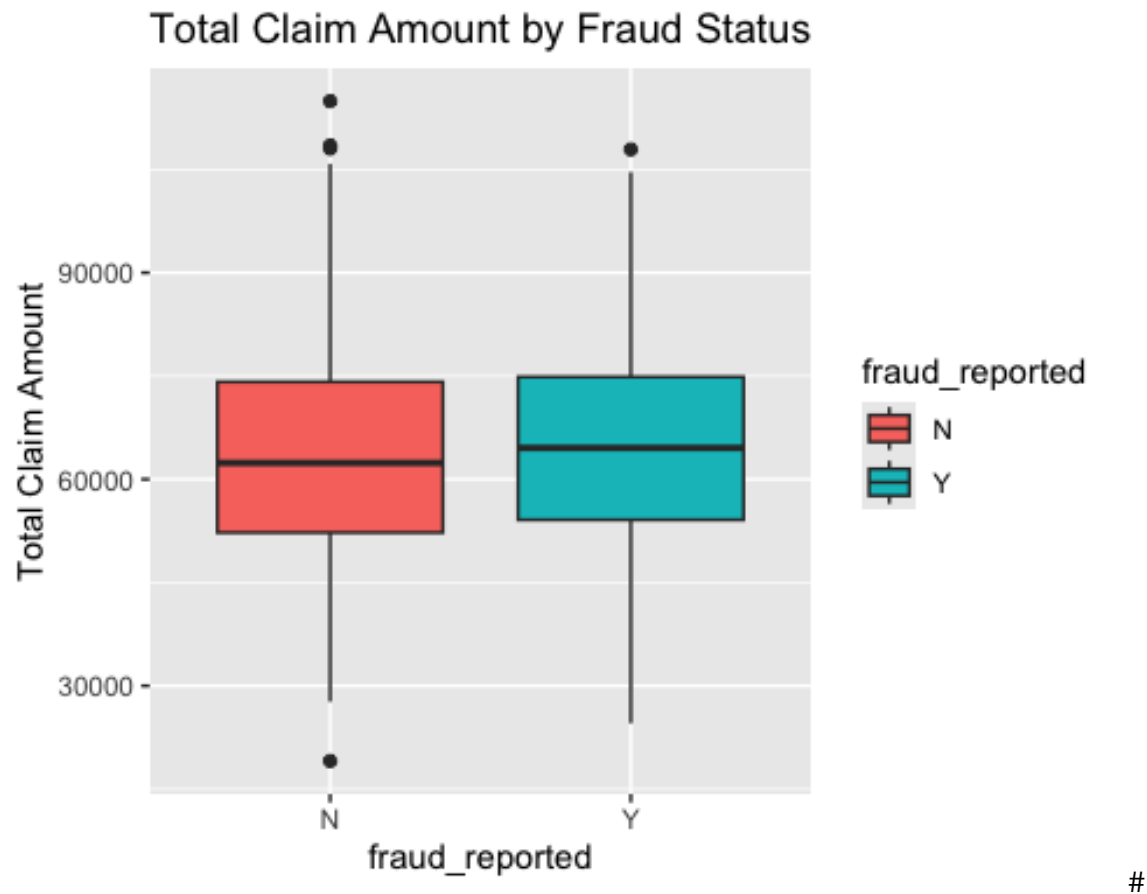 Total Claim Amount by Fraud Status
Total Claim Amount
90000
60000
30000
N
Y
fraud_reported
fraud_reported
N
Y
#